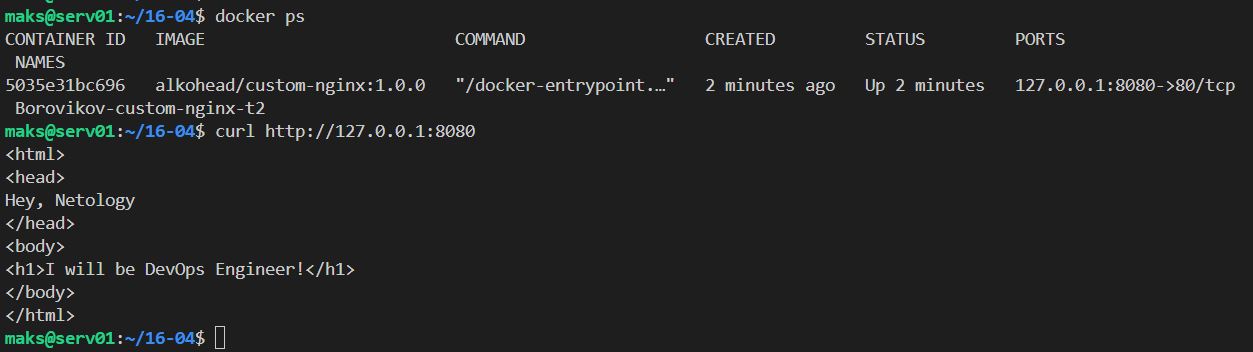 maks@serv01:~/16-04$ docker ps
CONTAINER ID   IMAGE                         COMMAND                  CREATED         STATUS         PORTS
 NAMES
5035e31bc696   alkohead/custom-nginx:1.0.0   "/docker-entrypoint.…"   2 minutes ago   Up 2 minutes   127.0.0.1:8080->80/tcp
 Borovikov-custom-nginx-t2
maks@serv01:~/16-04$ curl http://127.0.0.1:8080
<html>
<head>
Hey, Netology
</head>
<body>
<h1>I will be DevOps Engineer!</h1>
</body>
</html>
maks@serv01:~/16-04$